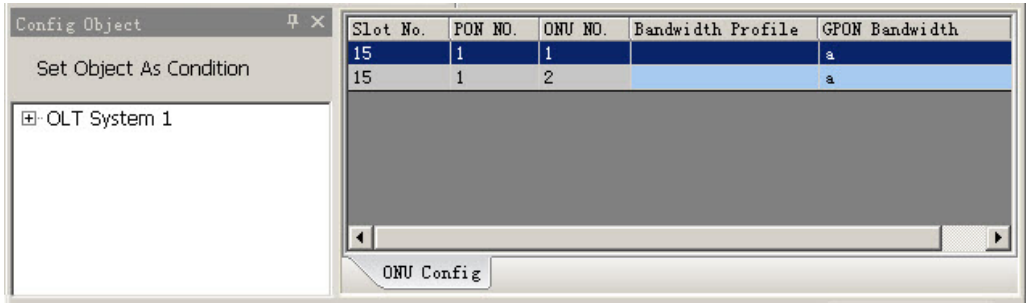 Config Object
Set Object As Condition
OLT System 1
Slot No. PON NO. ONU NO. Bandwidth Profile GPON Bandwidth
15 1 1 a
15 1 2 a
ONU Config